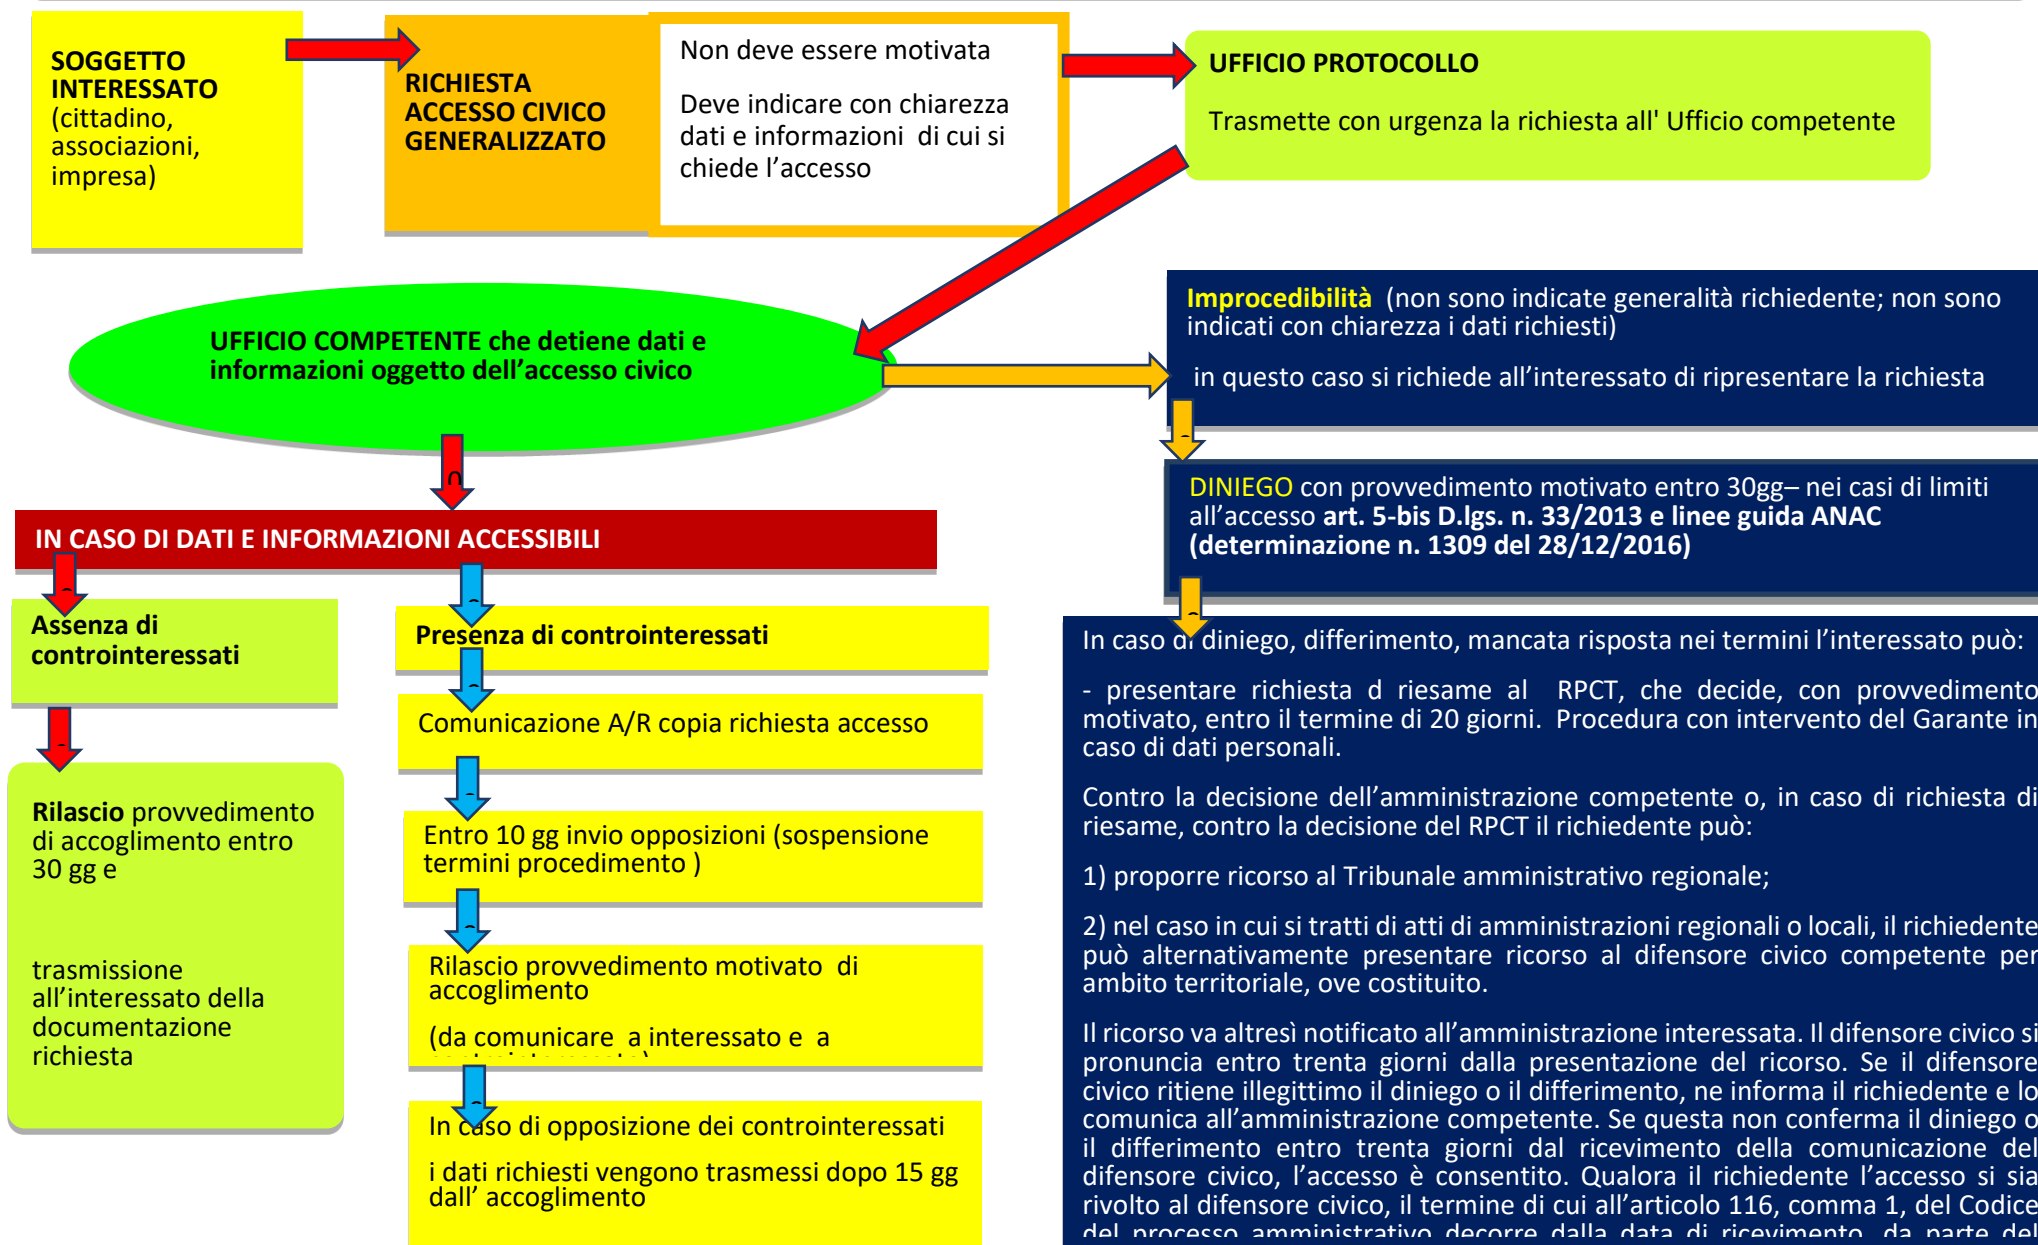 SOGGETTO
INTERESSATO
(cittadino,
associazioni,
impresa)
RICHIESTA
ACCESSO CIVICO
GENERALIZZATO
Non deve essere motivata
Deve indicare con chiarezza
dati e informazioni di cui si
chiede l’accesso
UFFICIO PROTOCOLLO
Trasmette con urgenza la richiesta all' Ufficio competente
UFFICIO COMPETENTE che detiene dati e
informazioni oggetto dell’accesso civico
Improcedibilità (non sono indicate generalità richiedente; non sono
indicati con chiarezza i dati richiesti)
in questo caso si richiede all’interessato di ripresentare la richiesta
DINIEGO con provvedimento motivato entro 30gg– nei casi di limiti
all’accesso art. 5-bis D.lgs. n. 33/2013 e linee guida ANAC
(determinazione n. 1309 del 28/12/2016)
IN CASO DI DATI E INFORMAZIONI ACCESSIBILI
Assenza di
controinteressati
Rilascio provvedimento
di accoglimento entro
30 gg e
trasmissione
all’interessato della
documentazione
richiesta
Presenza di controinteressati
Comunicazione A/R copia richiesta accesso
Entro 10 gg invio opposizioni (sospensione
termini procedimento )
Rilascio provvedimento motivato di
accoglimento
(da comunicare a interessato e a
In caso di opposizione dei controinteressati
i dati richiesti vengono trasmessi dopo 15 gg
dall’ accoglimento
In caso di diniego, differimento, mancata risposta nei termini l’interessato può:
- presentare richiesta d riesame al RPCT, che decide, con provvedimento
motivato, entro il termine di 20 giorni. Procedura con intervento del Garante in
caso di dati personali.
Contro la decisione dell’amministrazione competente o, in caso di richiesta di
riesame, contro la decisione del RPCT il richiedente può:
1) proporre ricorso al Tribunale amministrativo regionale;
2) nel caso in cui si tratti di atti di amministrazioni regionali o locali, il richiedente
può alternativamente presentare ricorso al difensore civico competente per
ambito territoriale, ove costituito.
Il ricorso va altresì notificato all’amministrazione interessata. Il difensore civico si
pronuncia entro trenta giorni dalla presentazione del ricorso. Se il difensore
civico ritiene illegittimo il diniego o il differimento, ne informa il richiedente e lo
comunica all’amministrazione competente. Se questa non conferma il diniego o
il differimento entro trenta giorni dal ricevimento della comunicazione del
difensore civico, l’accesso è consentito. Qualora il richiedente l’accesso si sia
rivolto al difensore civico, il termine di cui all’articolo 116, comma 1, del Codice
del processo amministrativo decorre dalla data di ricevimento, da parte del